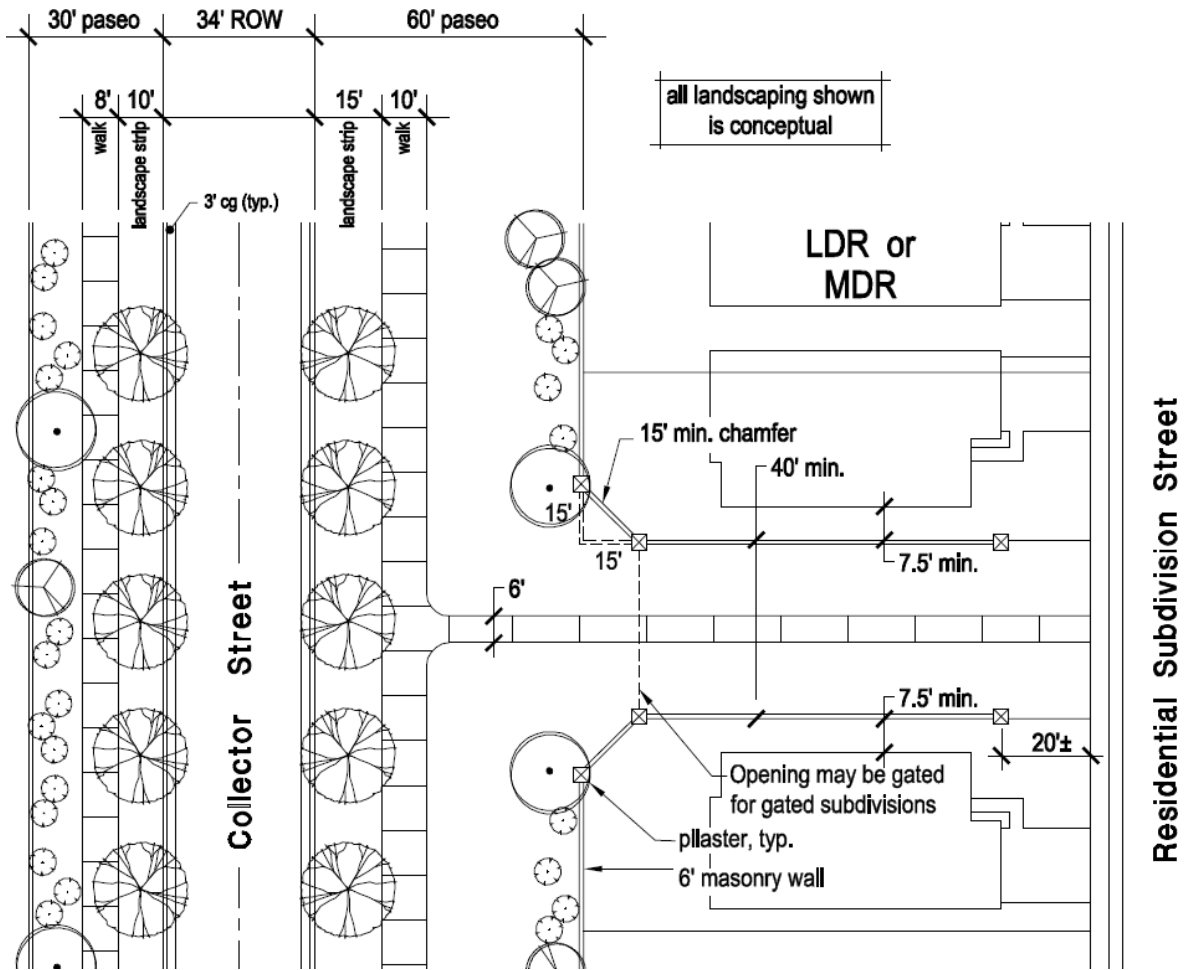 30' paseo
34' ROW
60' paseo
8'
10'
15'
10'
walk
landscape strip
landscape strip
walk
all landscaping shown
is conceptual
3' cg (typ.)
LDR or
MDR
15' min. chamfer
40' min.
15'
15'
7.5' min.
6'
Collector Street
Residential Subdivision Street
7.5' min.
20'±
Opening may be gated
for gated subdivisions
pilaster, typ.
6' masonry wall